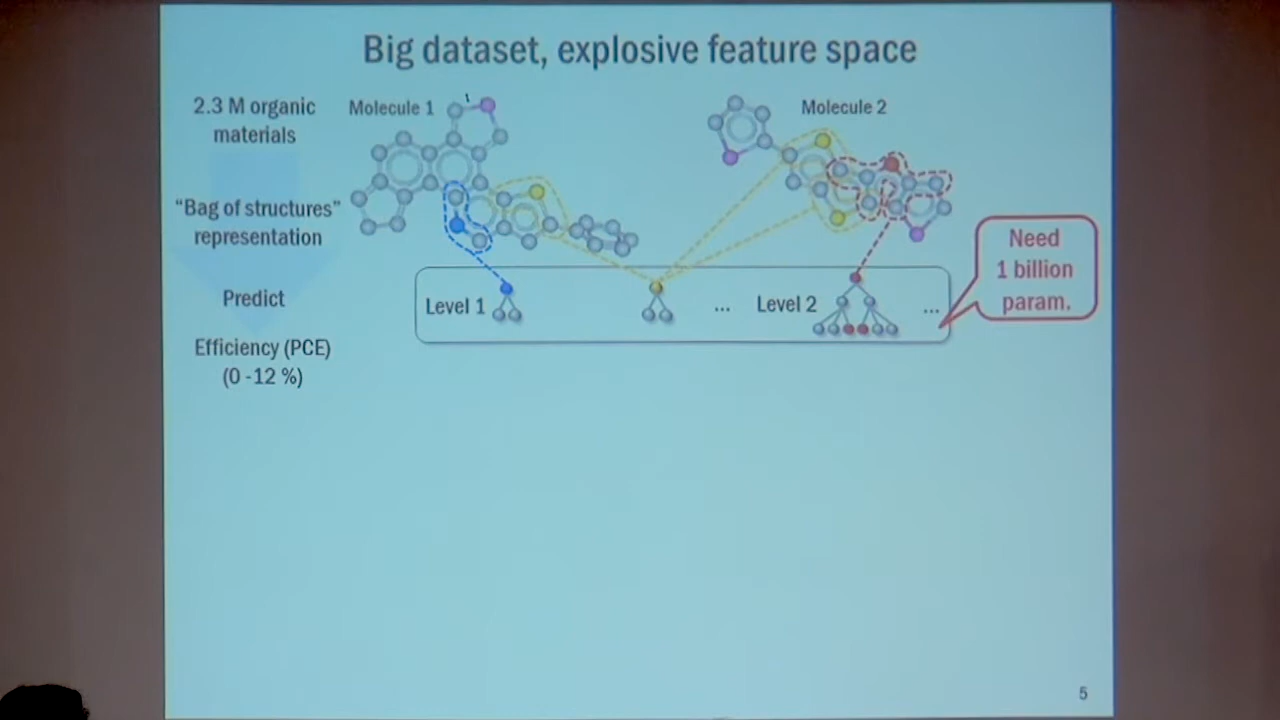 Big dataset, explosive feature space
2.3 M organic
materials
Molecule 1
Molecule 2
“Bag of structures”
representation
Predict
Efficiency (PCE)
(0 -12 %)
Level 1
...
Level 2
...
Need
1 billion
param.
5